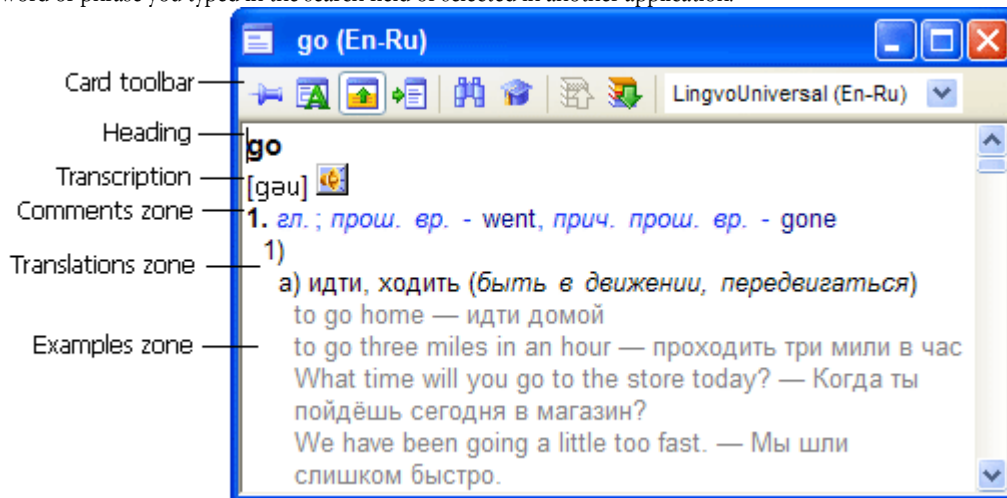 word or phrase you typed in the search field or selected in another application.
go (En-Ru)
Card toolbar
LingvoUniversal (En-Ru)
Heading
go
Transcription
[gəu]
Comments zone
1. гл. ; прош. вр. - went, прич. прош. вр. - gone
1)
Translations zone
а) идти, ходить (быть в движении, передвигаться)
to go home — идти домой
Examples zone
to go three miles in an hour — проходить три мили в час
What time will you go to the store today? — Когда ты
пойдёшь сегодня в магазин?
We have been going a little too fast. — Мы шли
слишком быстро.